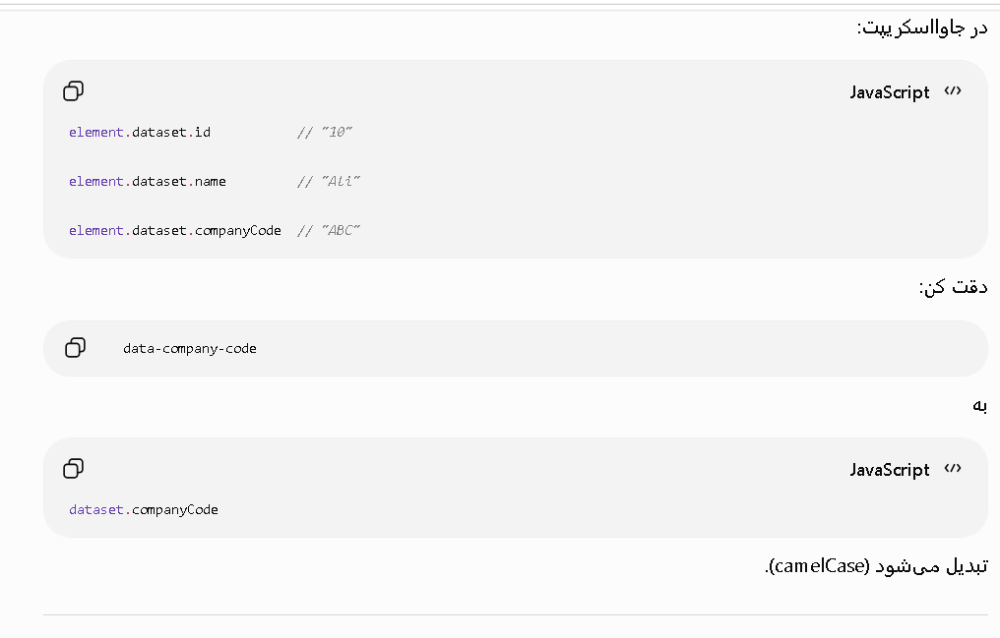 در جاوااسکریپت:
JavaScript
element.dataset.id // "10"
element.dataset.name // "Ali"
element.dataset.companyCode // "ABC"
دقت کن:
data-company-code
به
JavaScript
dataset.companyCode
تبدیل می‌شود (camelCase).